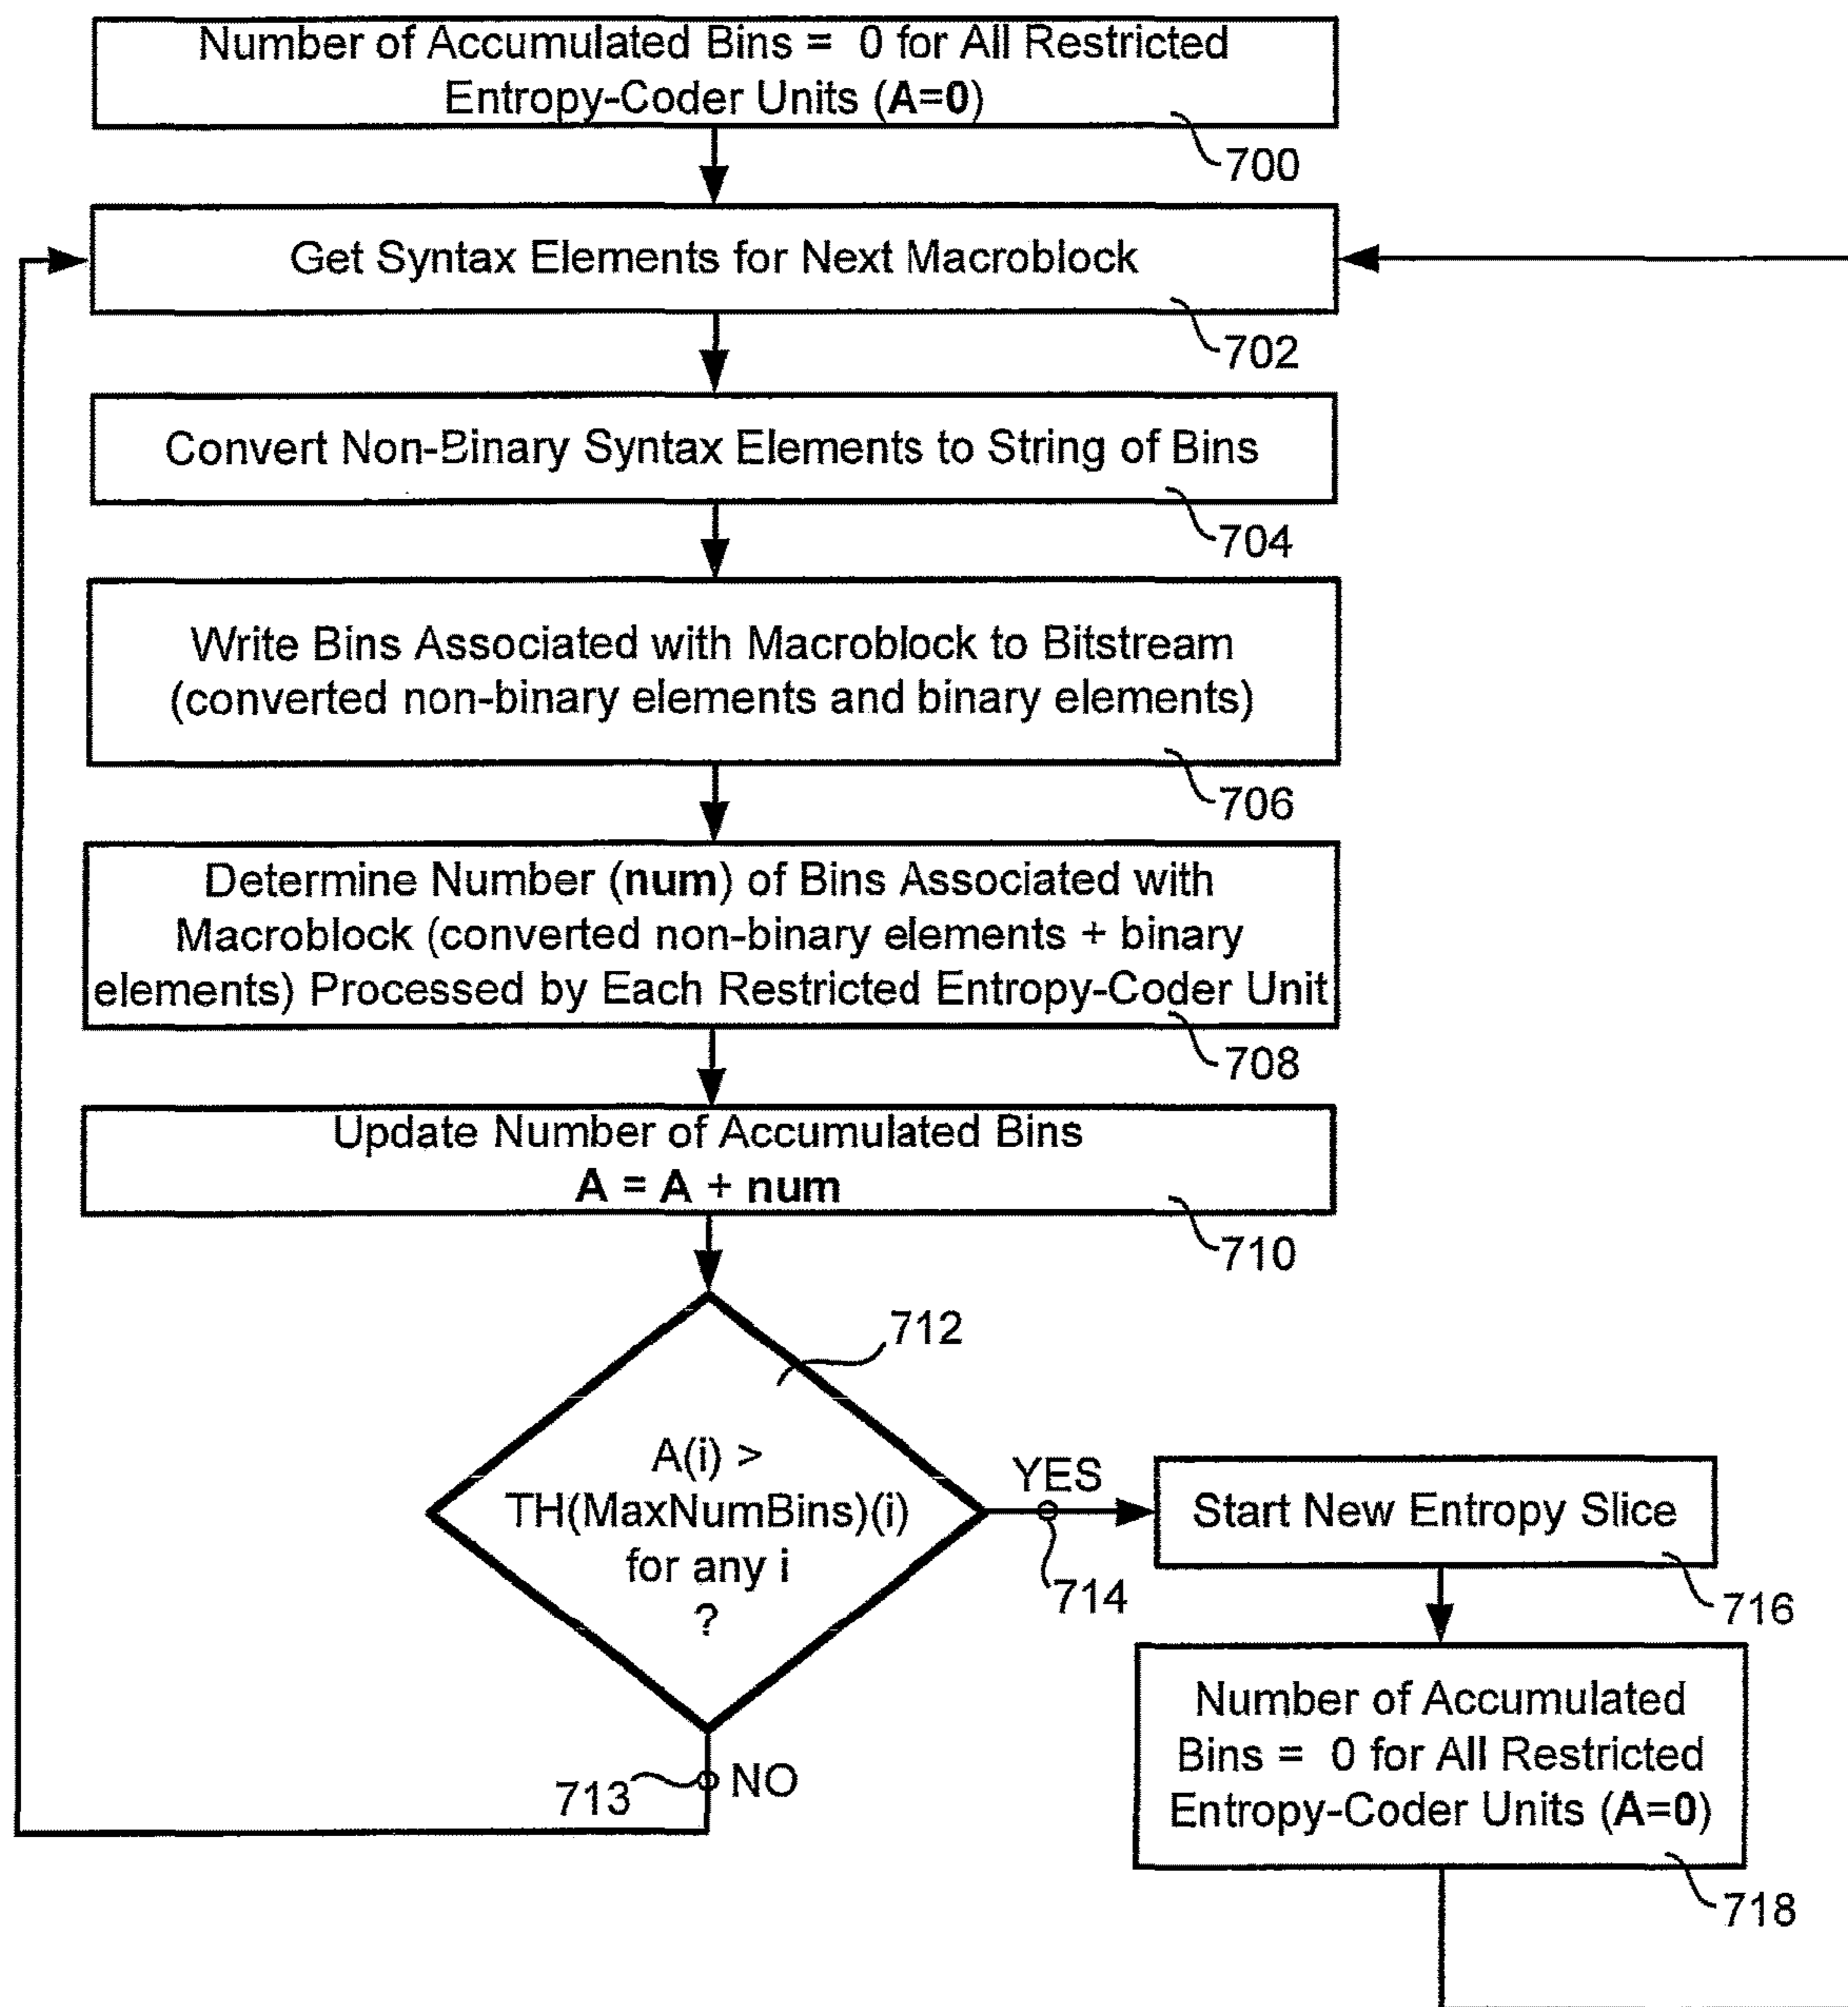 Number of Accumulated Bins = 0 for All Restricted
Entropy-Coder Units (A=0)
700
Get Syntax Elements for Next Macroblock
702
Convert Non-Binary Syntax Elements to String of Bins
704
Write Bins Associated with Macroblock to Bitstream
(converted non-binary elements and binary elements)
706
Determine Number (num) of Bins Associated with
Macroblock (converted non-binary elements + binary
elements) Processed by Each Restricted Entropy-Coder Unit
708
Update Number of Accumulated Bins
A = A + num
710
712
A(i) >
TH(MaxNumBins)(i)
for any i
?
YES
714
Start New Entropy Slice
716
Number of Accumulated
Bins = 0 for All Restricted
Entropy-Coder Units (A=0)
718
713
NO